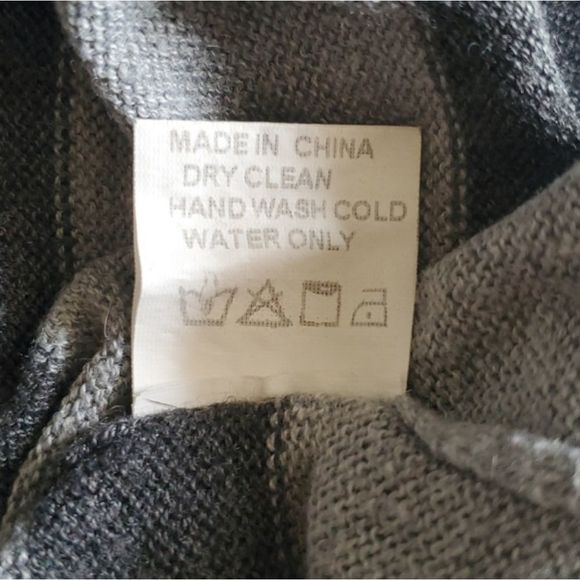 MADE IN CHINA
DRY CLEAN
HAND WASH COLD
WATER ONLY